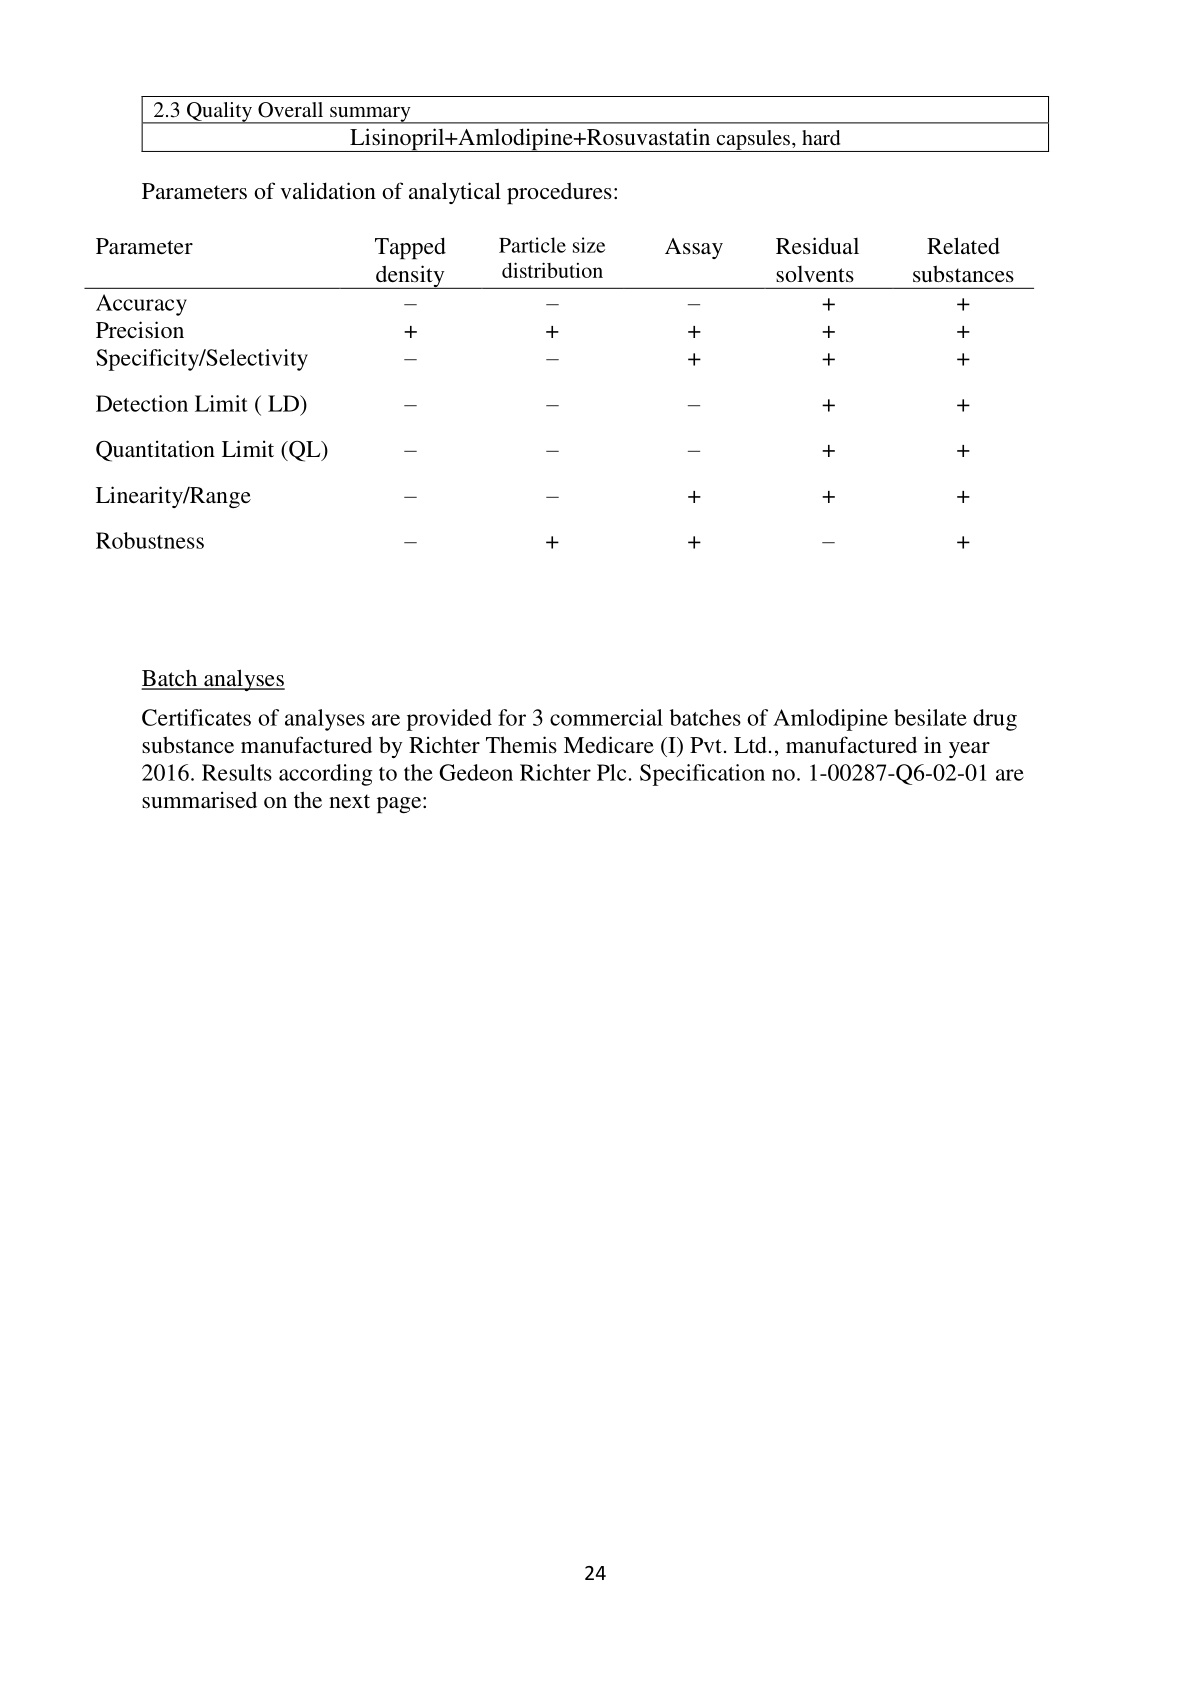 2.3 Quality Overall summary
Lisinopril+Amlodipine+Rosuvastatin capsules, hard
Parameters of validation of analytical procedures:
Parameter Tapped density Particle size distribution Assay Residual solvents Related substances
Accuracy – – – + +
Precision + + + + +
Specificity/Selectivity – – + + +
Detection Limit ( LD) – – – + +
Quantitation Limit (QL) – – – + +
Linearity/Range – – + + +
Robustness – + + – +
Batch analyses
Certificates of analyses are provided for 3 commercial batches of Amlodipine besilate drug
substance manufactured by Richter Themis Medicare (I) Pvt. Ltd., manufactured in year
2016. Results according to the Gedeon Richter Plc. Specification no. 1-00287-Q6-02-01 are
summarised on the next page:
24